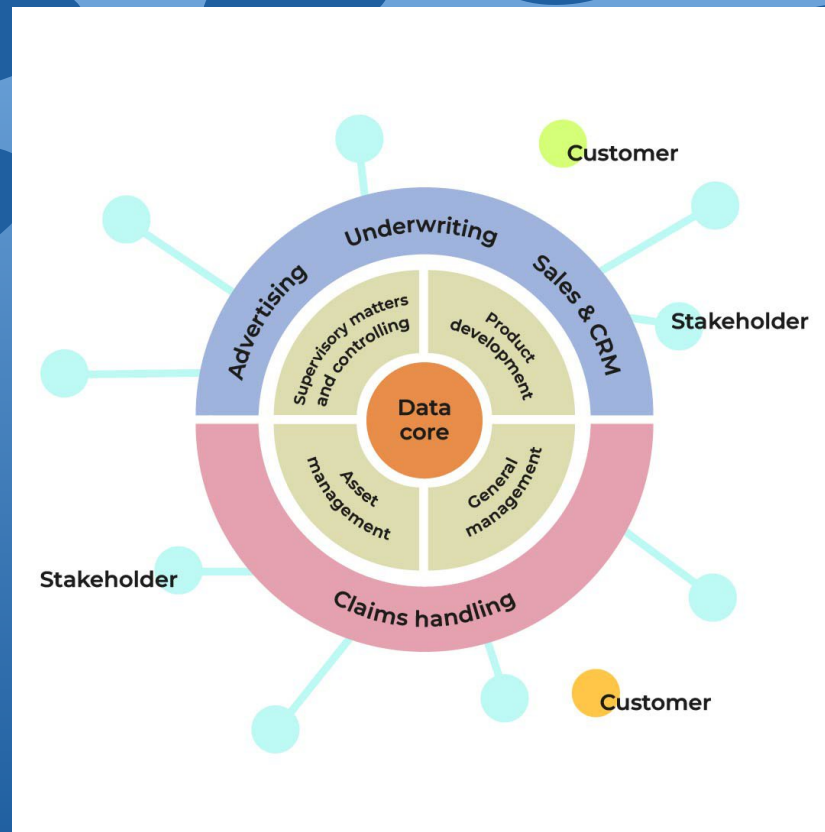 Customer
Underwriting
Advertising
Sales & CRM
Stakeholder
Supervisory matters
and controlling
Product
development
Data
core
Asset
management
General
management
Stakeholder
Claims handling
Customer